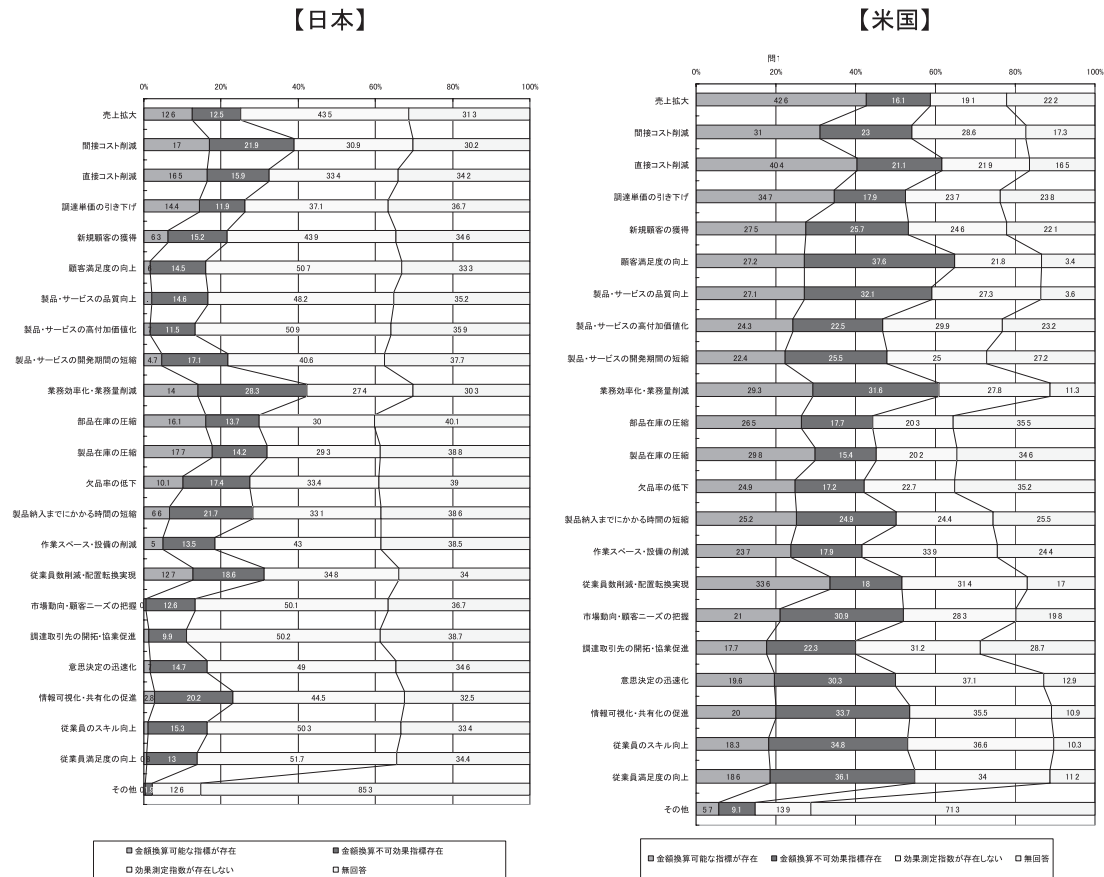 【日本】
0% 20% 40% 60% 80% 100%
売上拡大 12 6 12.5 43 5 31 3
間接コスト削減 17 21.9 30.9 30.2
直接コスト削減 16 5 15.9 33 4 34 2
調達単価の引き下げ 14.4 11.9 37.1 36.7
新規顧客の獲得 6 3 15.2 43 9 34 6
顧客満足度の向上 14.5 50 7 33 3
製品・サービスの品質向上 14.6 48.2 35.2
製品・サービスの高付加価値化 11.5 50 9 35 9
製品・サービスの開発期間の短縮 4.7 17.1 40.6 37.7
業務効率化・業務量削減 14 28.3 27 4 30 3
部品在庫の圧縮 16.1 13.7 30 40.1
製品在庫の圧縮 17 7 14.2 29 3 38 8
欠品率の低下 10.1 17.4 33.4 39
製品納入までにかかる時間の短縮 6 6 21.7 33 1 38 6
作業スペース・設備の削減 5 13.5 43 38.5
従業員数削減・配置転換実現 12.7 18.6 34 8 34
市場動向・顧客ニーズの把握 12.6 50.1 36.7
調達取引先の開拓・協業促進 9.9 50.2 38.7
意思決定の迅速化 14.7 49 34 6
情報可視化・共有化の促進 2.8 20.2 44.5 32.5
従業員のスキル向上 15.3 50 3 33 4
従業員満足度の向上 13 51.7 34.4
その他 12 6 85.3
金額換算可能な指標が存在 金額換算不可効果指標存在
効果測定指数が存在しない 無回答
【米国】
問1
0% 20% 40% 60% 80% 100%
売上拡大 42 6 16.1 19 1 22 2
間接コスト削減 31 23 28.6 17.3
直接コスト削減 40 4 21.1 21 9 16 5
調達単価の引き下げ 34 7 17.9 23.7 23 8
新規顧客の獲得 27 5 25.7 24 6 22 1
顧客満足度の向上 27.2 37.6 21.8 3.4
製品・サービスの品質向上 27.1 32.1 27.3 3 6
製品・サービスの高付加価値化 24.3 22.5 29.9 23.2
製品・サービスの開発期間の短縮 22.4 25.5 25 27.2
業務効率化・業務量削減 29.3 31.6 27.8 11.3
部品在庫の圧縮 26 5 17.7 20 3 35 5
製品在庫の圧縮 29 8 15.4 20.2 34 6
欠品率の低下 24.9 17.2 22.7 35.2
製品納入までにかかる時間の短縮 25.2 24.9 24.4 25.5
作業スペース・設備の削減 23 7 17.9 33.9 24 4
従業員数削減・配置転換実現 33 6 18 31 4 17
市場動向・顧客ニーズの把握 21 30.9 28 3 19 8
調達取引先の開拓・協業促進 17.7 22.3 31.2 28.7
意思決定の迅速化 19.6 30.3 37.1 12.9
情報可視化・共有化の促進 20 33.7 35.5 10.9
従業員のスキル向上 18.3 34.8 36.6 10.3
従業員満足度の向上 18 6 36.1 34 11.2
その他 5 7 9.1 13 9 71 3
金額換算可能な指標が存在 金額換算不可効果指標存在 効果測定指数が存在しない 無回答